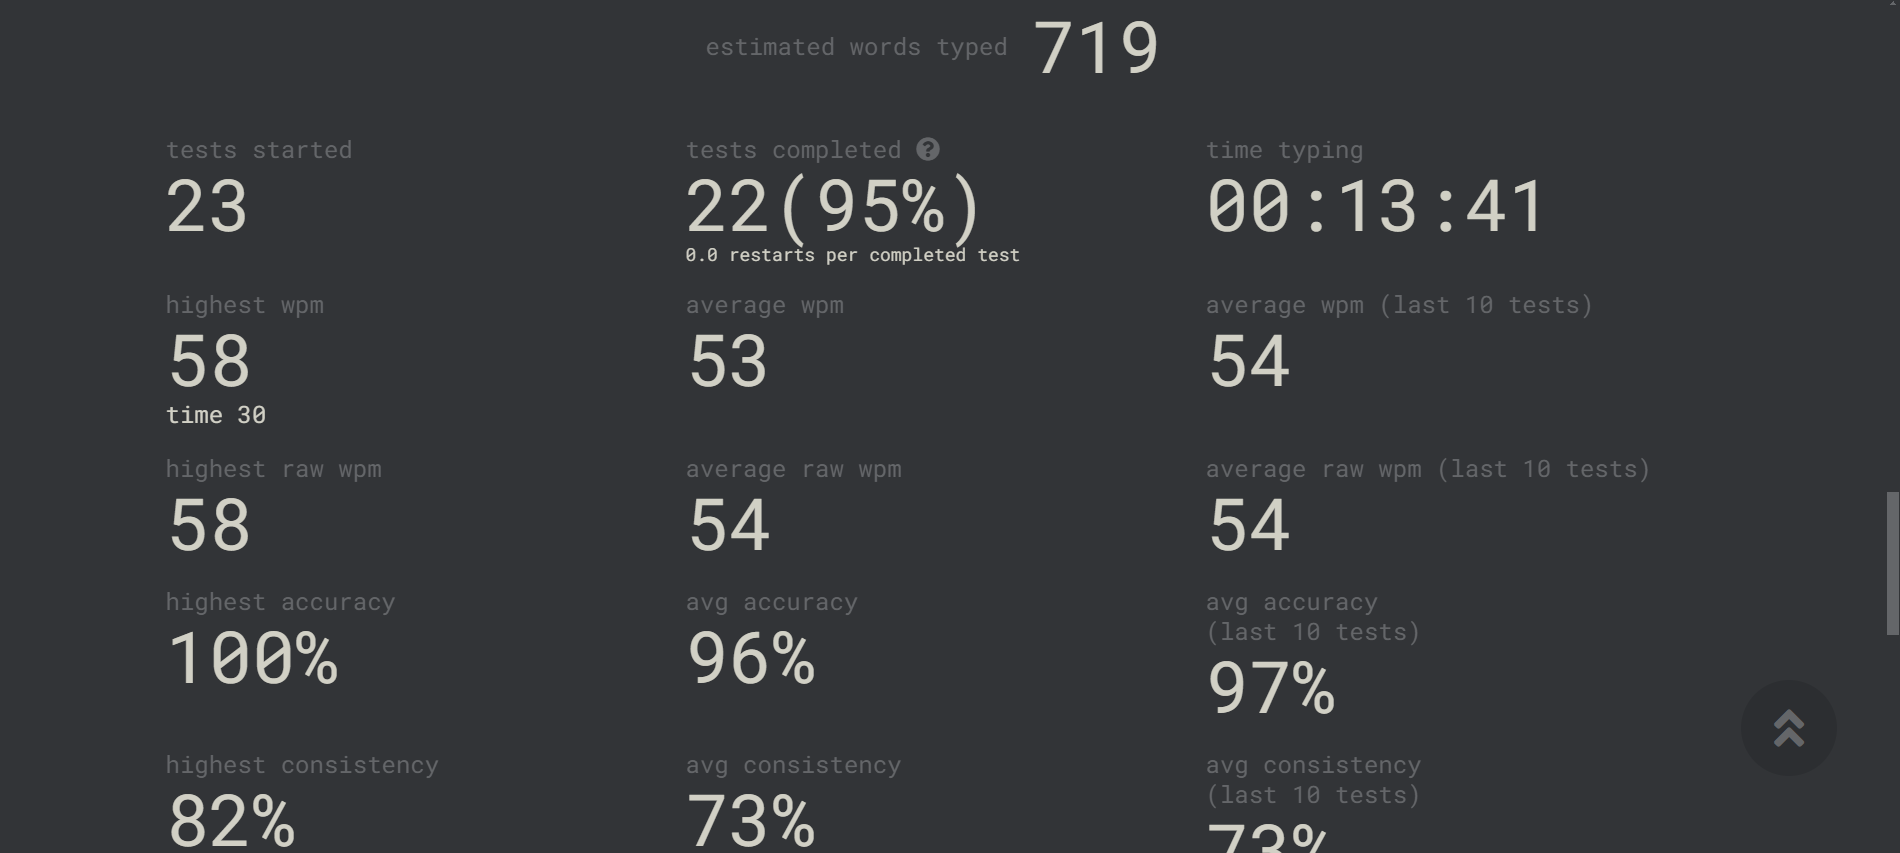 estimated words typed 719
tests started
23
tests completed ?
22(95%)
0.0 restarts per completed test
time typing
00:13:41
highest wpm
58
time 30
average wpm
53
average wpm (last 10 tests)
54
highest raw wpm
58
average raw wpm
54
average raw wpm (last 10 tests)
54
highest accuracy
100%
avg accuracy
96%
avg accuracy
(last 10 tests)
97%
highest consistency
82%
avg consistency
73%
avg consistency
(last 10 tests)
73%